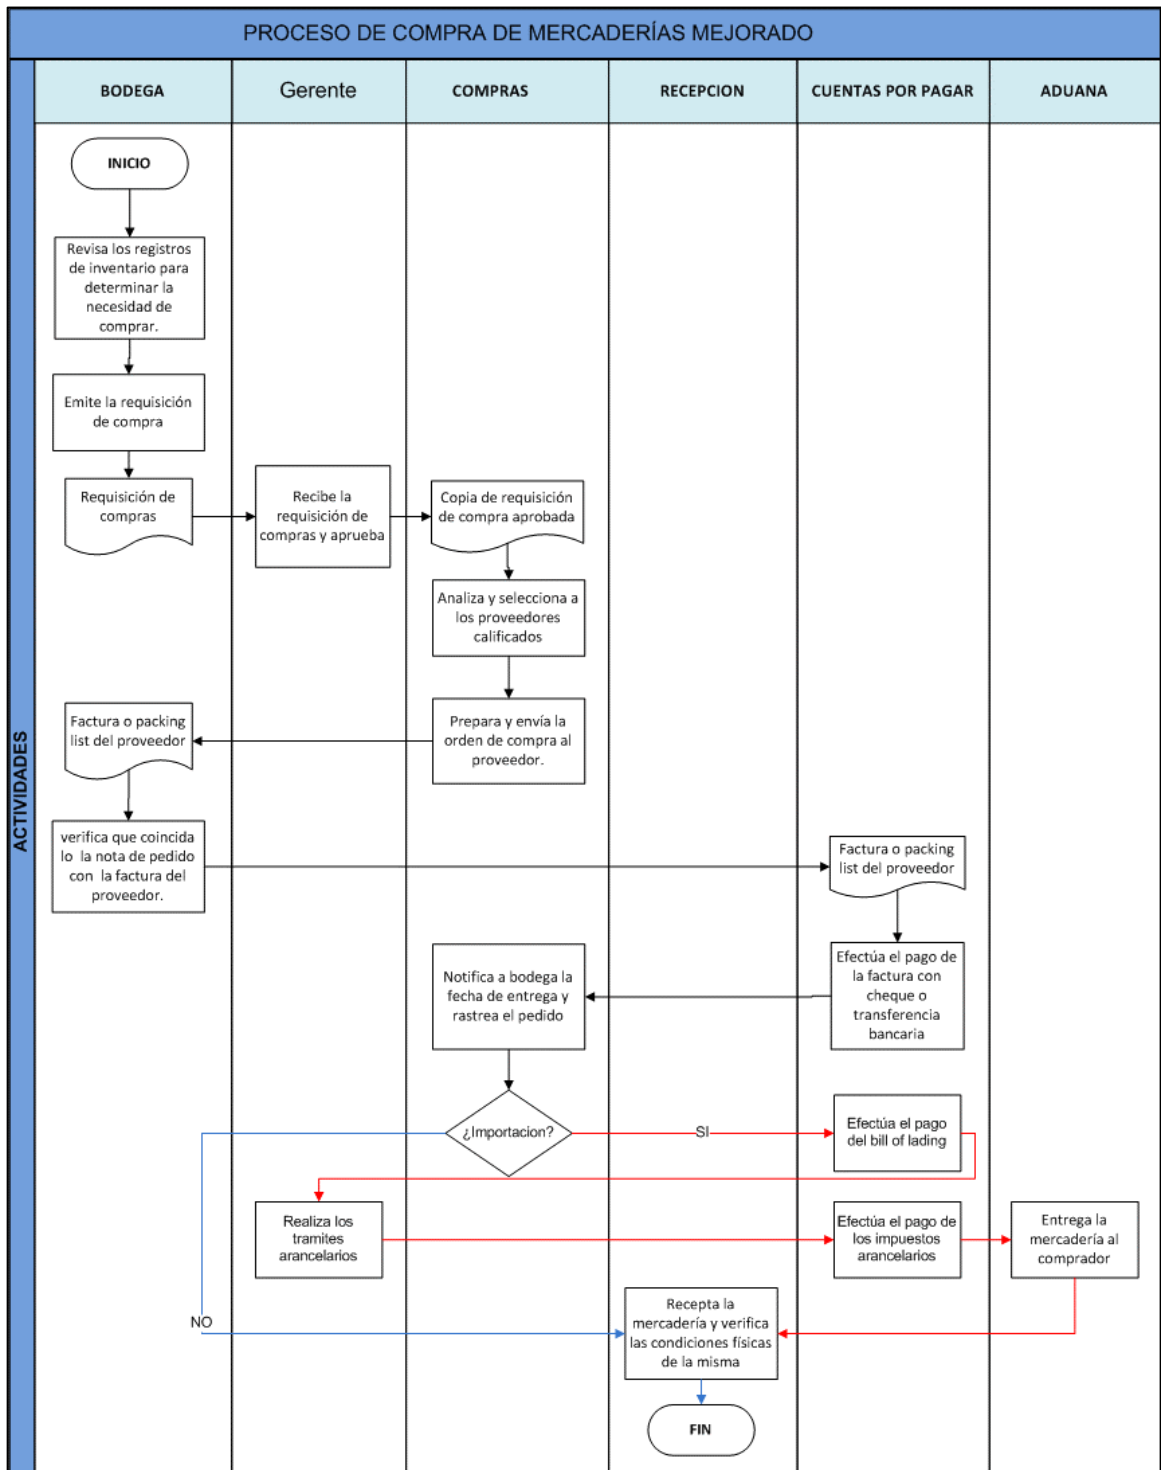 PROCESO DE COMPRA DE MERCADERÍAS MEJORADO
ACTIVIDADES
BODEGA
Gerente
COMPRAS
RECEPCION
CUENTAS POR PAGAR
ADUANA
INICIO
Revisa los registros
de inventario para
determinar la
necesidad de
comprar.
Emite la requisición
de compra
Requisición de
compras
Recibe la
requisición de
compras y aprueba
Copia de requisición
de compra aprobada
Analiza y selecciona a
los proveedores
calificados
Prepara y envía la
orden de compra al
proveedor.
Factura o packing
list del proveedor
verifica que coincida
lo la nota de pedido
con la factura del
proveedor.
Factura o packing
list del proveedor
Efectúa el pago de
la factura con
cheque o
transferencia
bancaria
Notifica a bodega la
fecha de entrega y
rastrea el pedido
¿Importacion?
SI
Efectúa el pago
del bill of lading
Realiza los
tramites
arancelarios
Efectúa el pago de
los impuestos
arancelarios
Entrega la
mercadería al
comprador
NO
Recepta la
mercadería y verifica
las condiciones físicas
de la misma
FIN